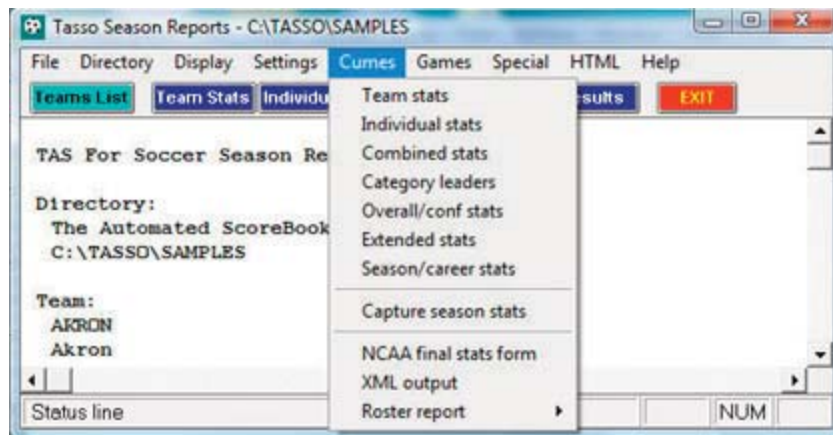 Tasso Season Reports - C:\TASSO\SAMPLES
File Directory Display Settings Cumes Games Special HTML Help
Teams List Team Stats Individu sults EXIT
Team stats
Individual stats
Combined stats
Category leaders
Overall/conf stats
Extended stats
Season/career stats
Capture season stats
NCAA final stats form
XML output
Roster report
TAS For Soccer Season Re
Directory:
The Automated ScoreBook
C:\TASSO\SAMPLES
Team:
AKRON
Akron
Status line NUM